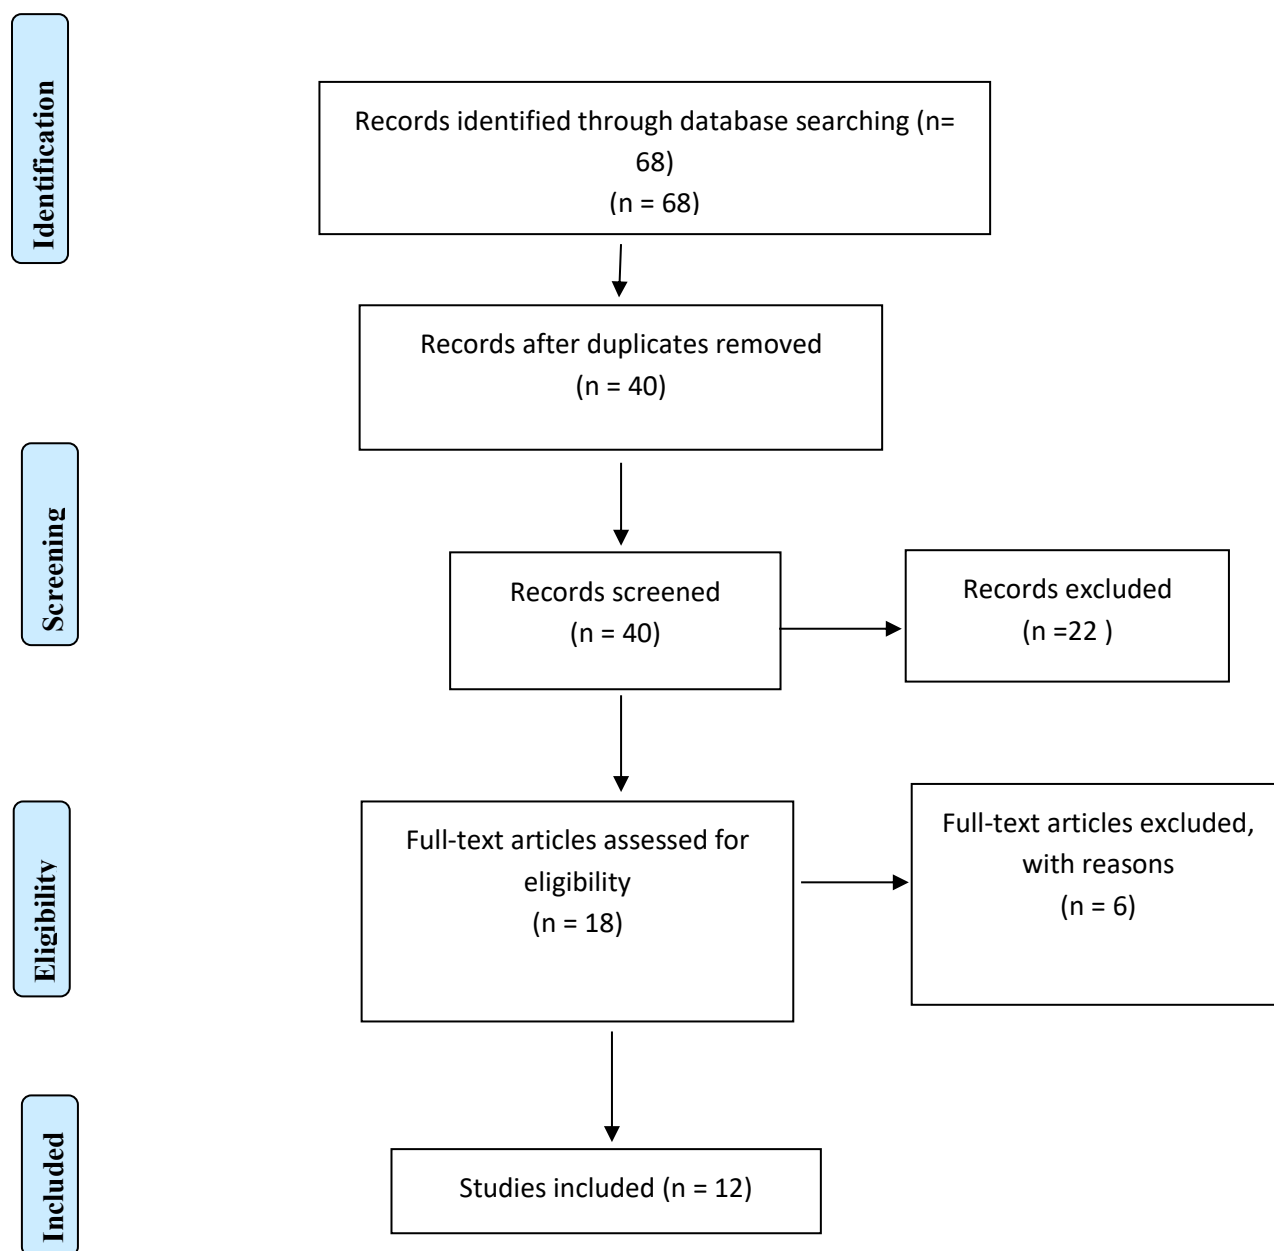 Identification
Records identified through database searching (n=
68)
(n = 68)
Records after duplicates removed
(n = 40)
Screening
Records screened
(n = 40)
Records excluded
(n =22 )
Eligibility
Full-text articles assessed for
eligibility
(n = 18)
Full-text articles excluded,
with reasons
(n = 6)
Included
Studies included (n = 12)